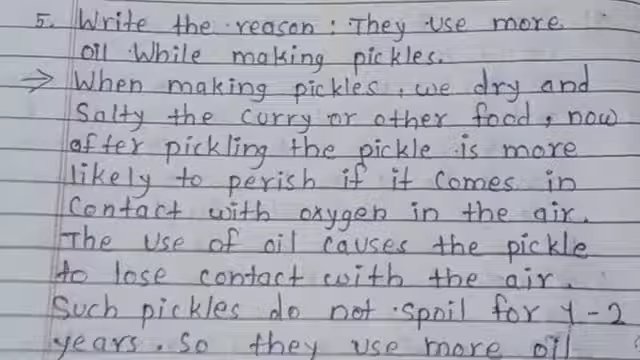 5. Write the reason : They use more
oil while making pickles.
→ When making pickles, we dry and
salty the curry or other food, now
after pickling the pickle is more
likely to perish if it comes in
contact with oxygen in the air.
The use of oil causes the pickle
to lose contact with the air.
Such pickles do not spoil for 1-2
years. So they use more oil